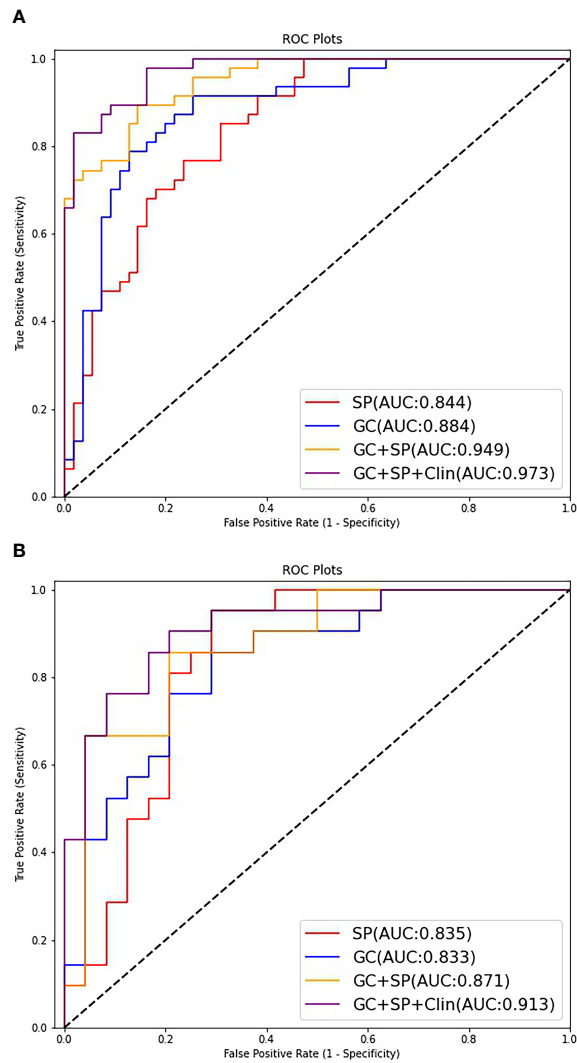 A
ROC Plots
1.0
0.8
0.6
0.4
0.2
0.0
True Positive Rate (Sensitivity)
SP(AUC:0.844)
GC(AUC:0.884)
GC+SP(AUC:0.949)
GC+SP+Clin(AUC:0.973)
0.0 0.2 0.4 0.6 0.8 1.0
False Positive Rate (1 - Specificity)
B
ROC Plots
1.0
0.8
0.6
0.4
0.2
0.0
True Positive Rate (Sensitivity)
SP(AUC:0.835)
GC(AUC:0.833)
GC+SP(AUC:0.871)
GC+SP+Clin(AUC:0.913)
0.0 0.2 0.4 0.6 0.8 1.0
False Positive Rate (1 - Specificity)